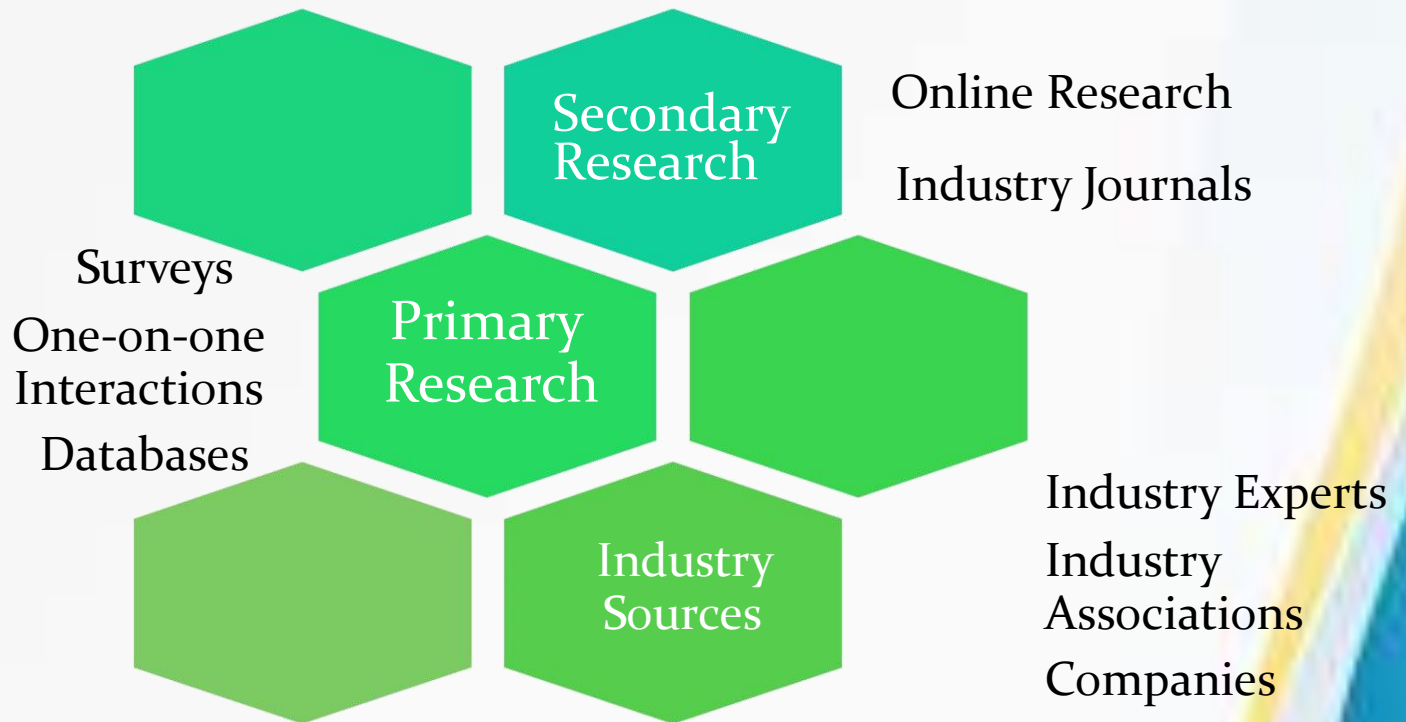 Secondary
Research
Online Research
Industry Journals
Surveys
One-on-one
Interactions
Databases
Primary
Research
Industry
Sources
Industry Experts
Industry
Associations
Companies